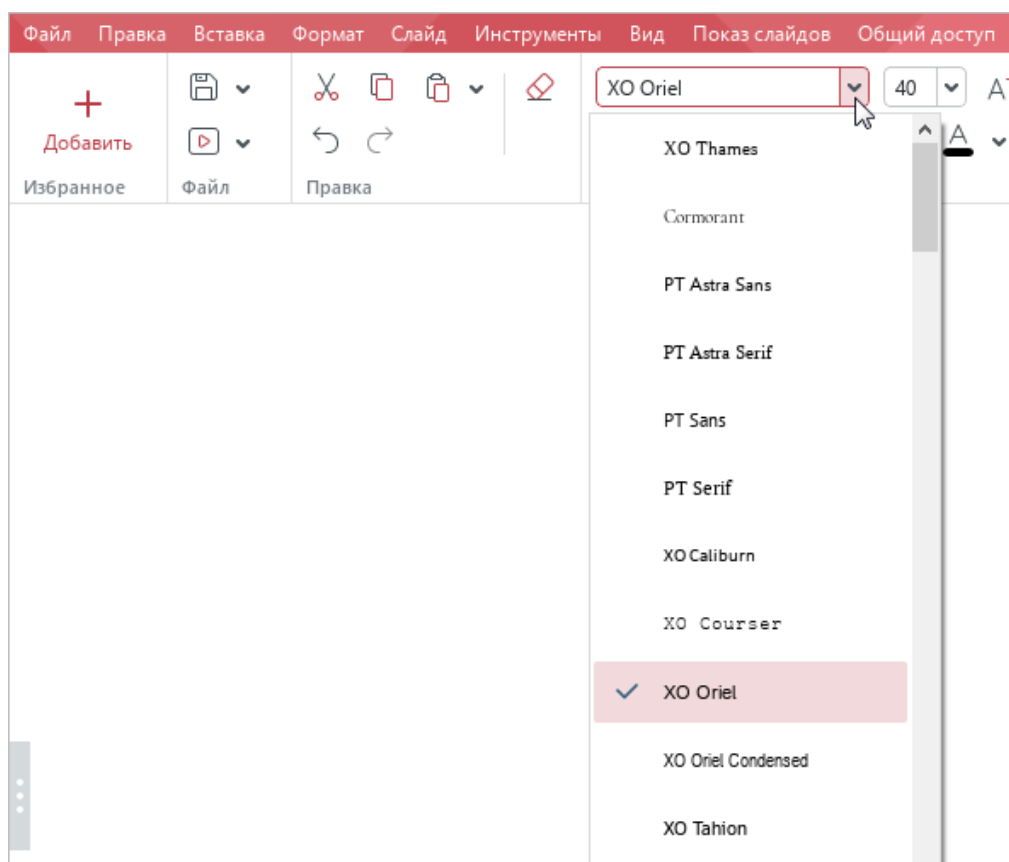 Файл Правка Вставка Формат Слайд Инструменты Вид Показ слайдов Общий доступ
XO Oriel 40
Добавить
Избранное Файл Правка
XO Thames
Cormorant
PT Astra Sans
PT Astra Serif
PT Sans
PT Serif
XO Caliburn
XO Courser
XO Oriel
XO Oriel Condensed
XO Tahion